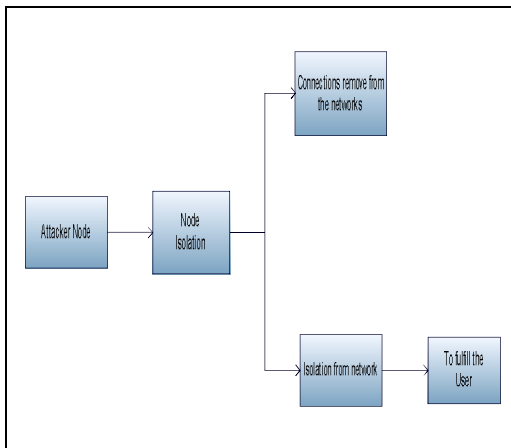 Connections remove from
the networks
Attacker Node
Node
Isolation
Isolation from network
To fulfill the
User